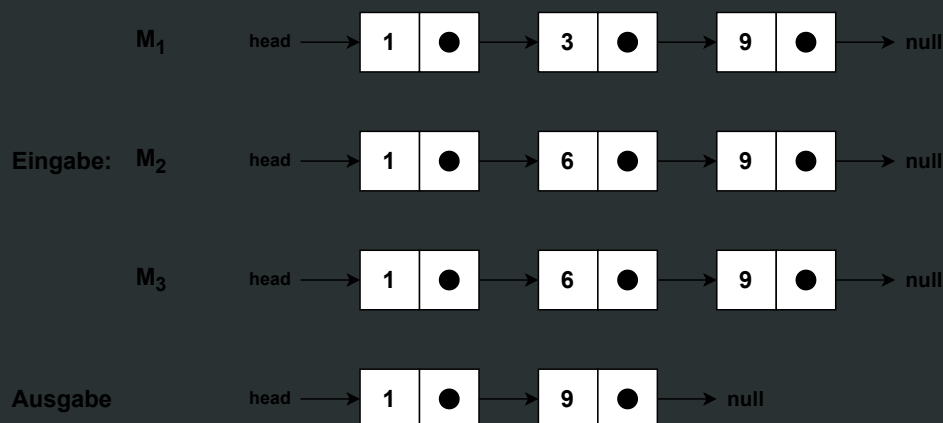 M₁ head 1 3 9 null
Eingabe: M₂ head 1 6 9 null
M₃ head 1 6 9 null
Ausgabe head 1 9 null